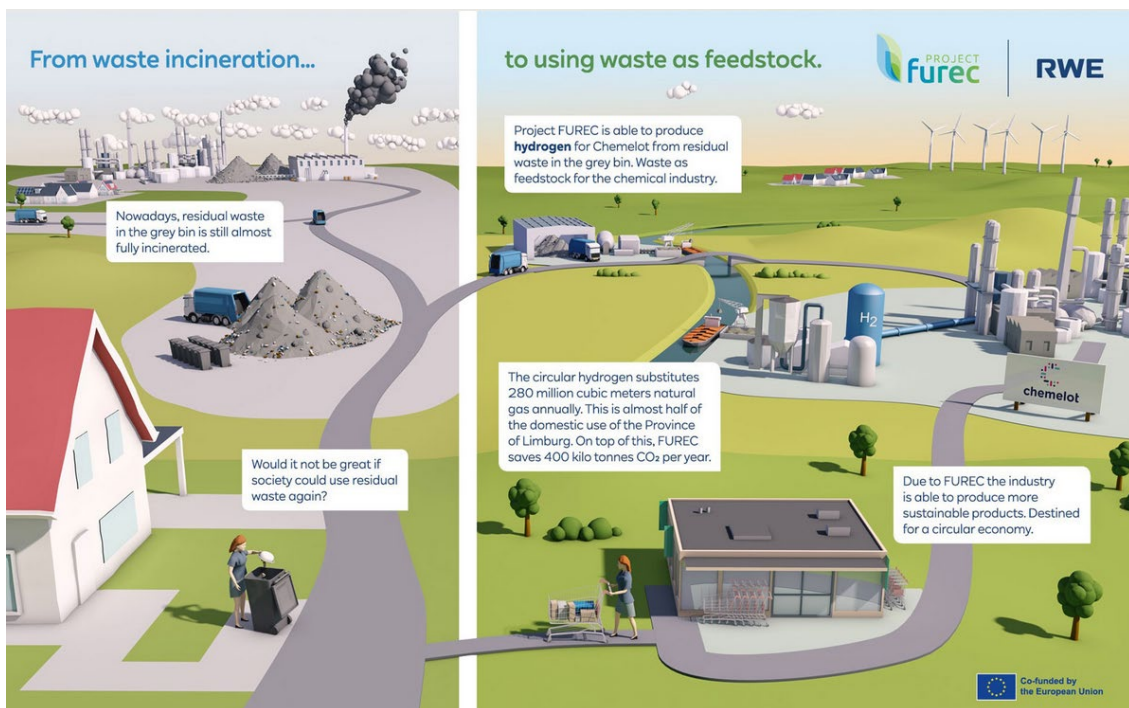 From waste incineration...
Nowadays, residual waste
in the grey bin is still almost
fully incinerated.
Would it not be great if
society could use residual
waste again?
to using waste as feedstock.
PROJECT
furec
RWE
Project FUREC is able to produce
hydrogen for Chemelot from residual
waste in the grey bin. Waste as
feedstock for the chemical industry.
H₂
chemelot
The circular hydrogen substitutes
280 million cubic meters natural
gas annually. This is almost half of
the domestic use of the Province
of Limburg. On top of this, FUREC
saves 400 kilo tonnes CO₂ per year.
Due to FUREC the industry
is able to produce more
sustainable products. Destined
for a circular economy.
Co-funded by
the European Union